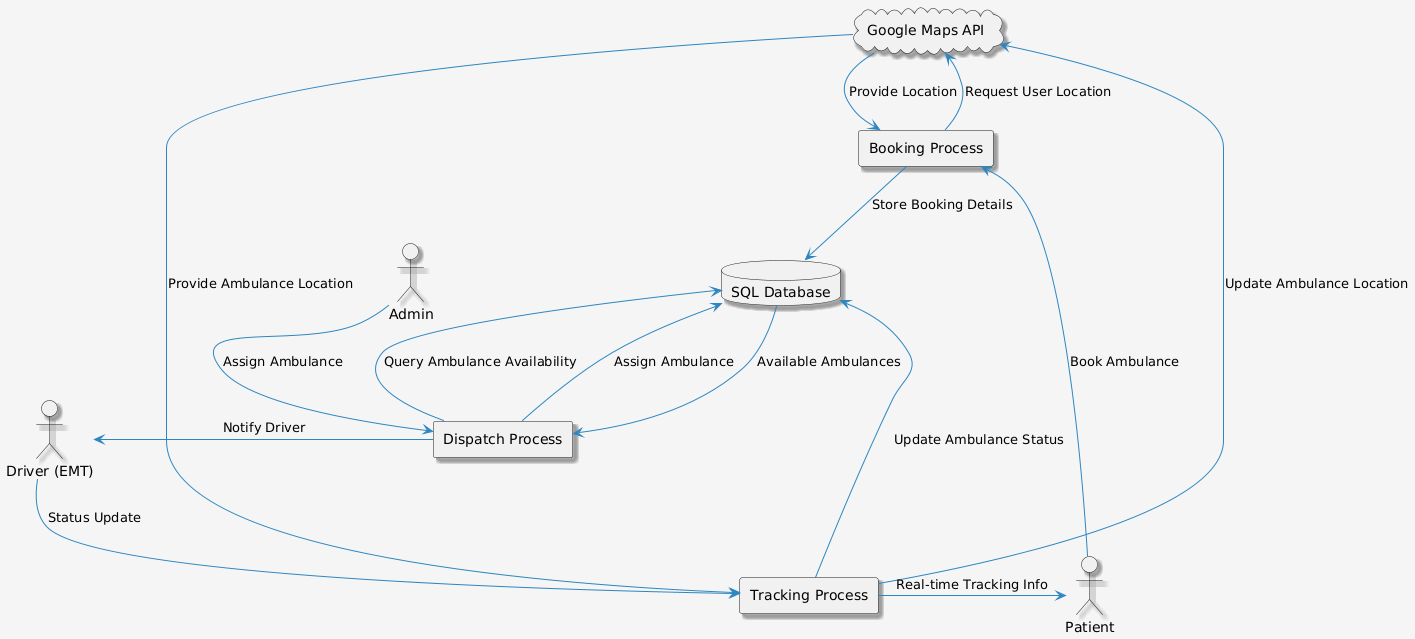 Google Maps API
Provide Location
Request User Location
Booking Process
Store Booking Details
Provide Ambulance Location
Admin
SQL Database
Update Ambulance Location
Assign Ambulance
Query Ambulance Availability
Assign Ambulance
Available Ambulances
Book Ambulance
Notify Driver
Dispatch Process
Update Ambulance Status
Driver (EMT)
Status Update
Real-time Tracking Info
Tracking Process
Patient